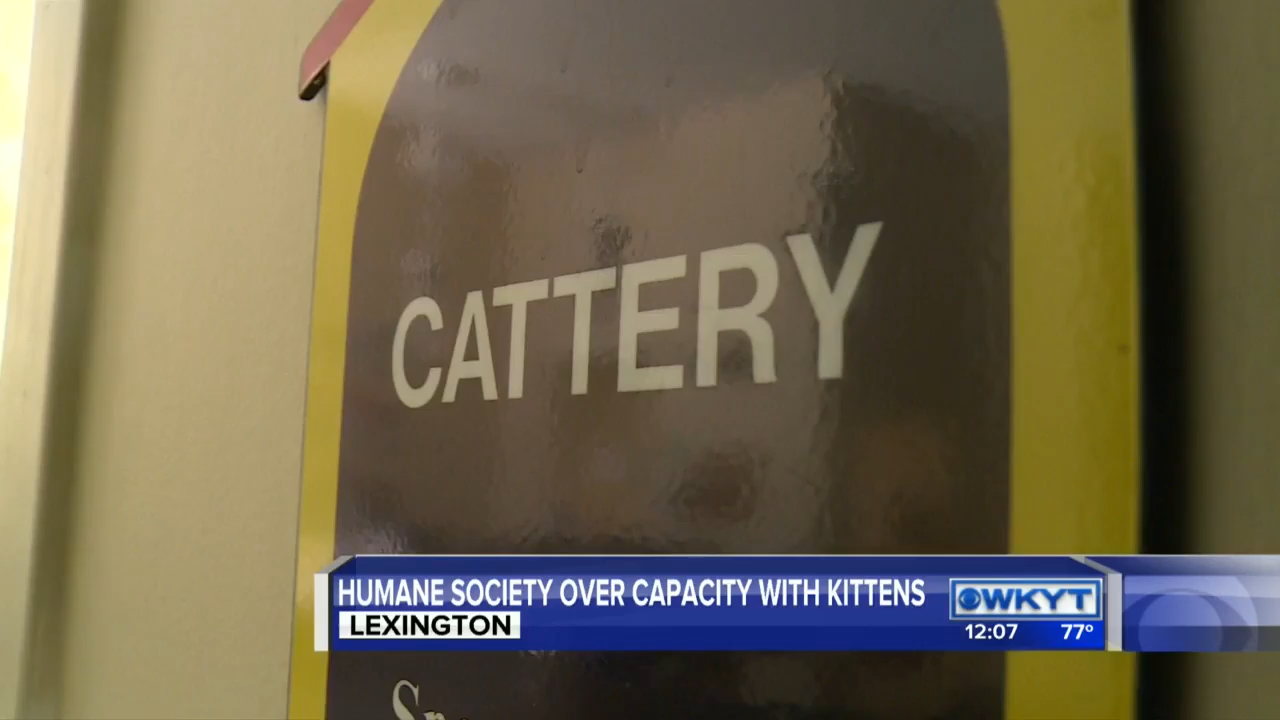 CATTERY
HUMANE SOCIETY OVER CAPACITY WITH KITTENS
WKYT
LEXINGTON
12:07 77°